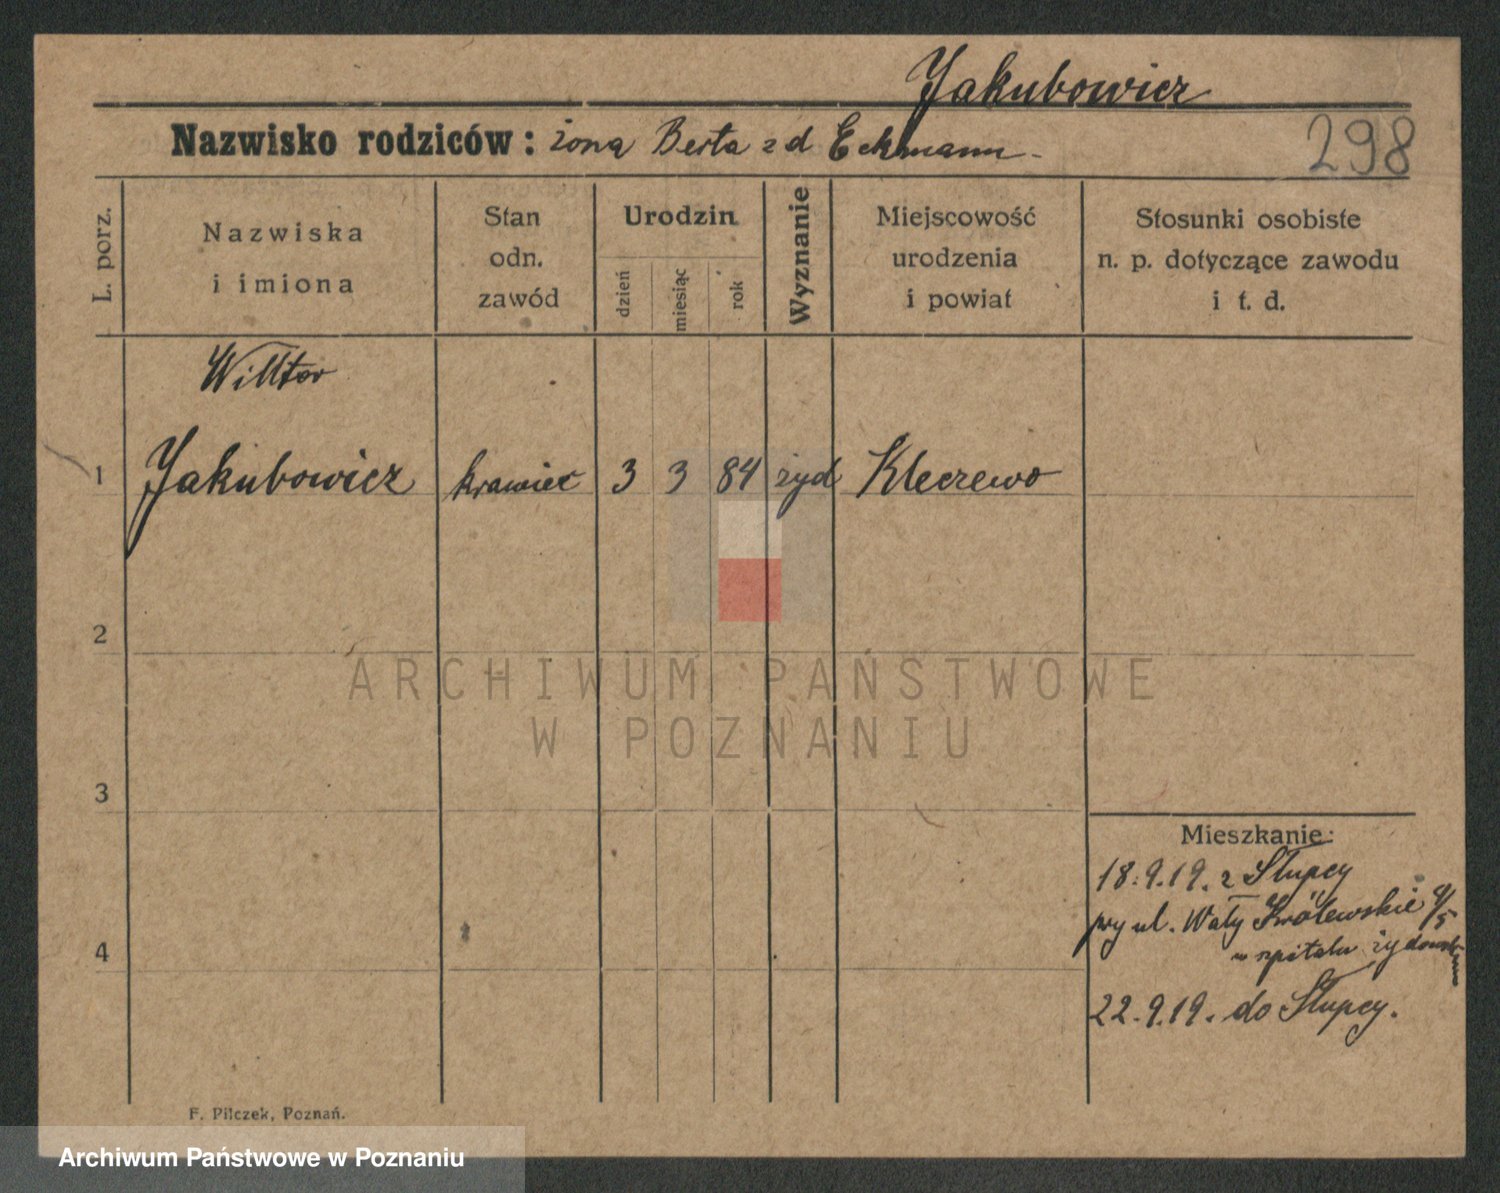 Jakubowicz
Nazwisko rodziców: żona Berta z d Eckmann -
298
L. porz.
Nazwiska
i imiona
Stan
odn.
zawód
Urodzin
dzień
miesiąc
rok
Wyznanie
Miejscowość
urodzenia
i powiat
Stosunki osobiste
n. p. dotyczące zawodu
i t. d.
Wiktor
1 Jakubowicz krawiec 3 3 84 żyd Kleczewo
2
ARCHIWUM PAŃSTWOWE
W POZNANIU
3
Mieszkanie:
18.9.19. z Słupcy
przy ul. Wały Królewskie 4/5
w szpitalu żydowskim
4
22.9.19. do Słupcy.
F. Pilczek, Poznań.
Archiwum Państwowe w Poznaniu